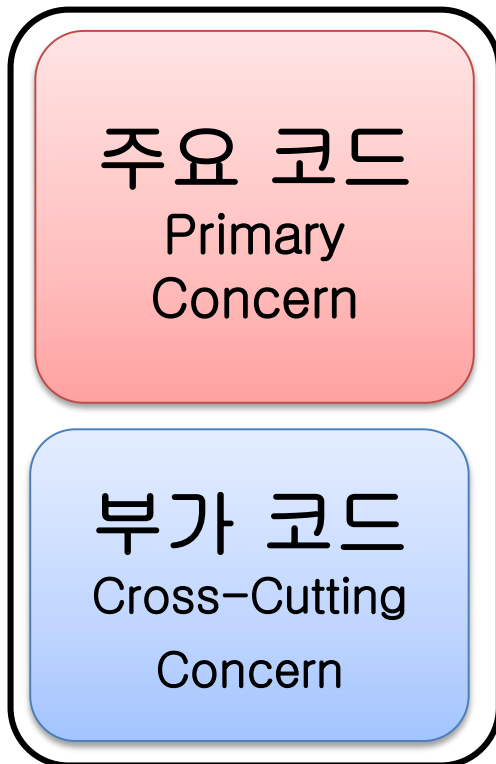 주요 코드
Primary
Concern
부가 코드
Cross-Cutting
Concern